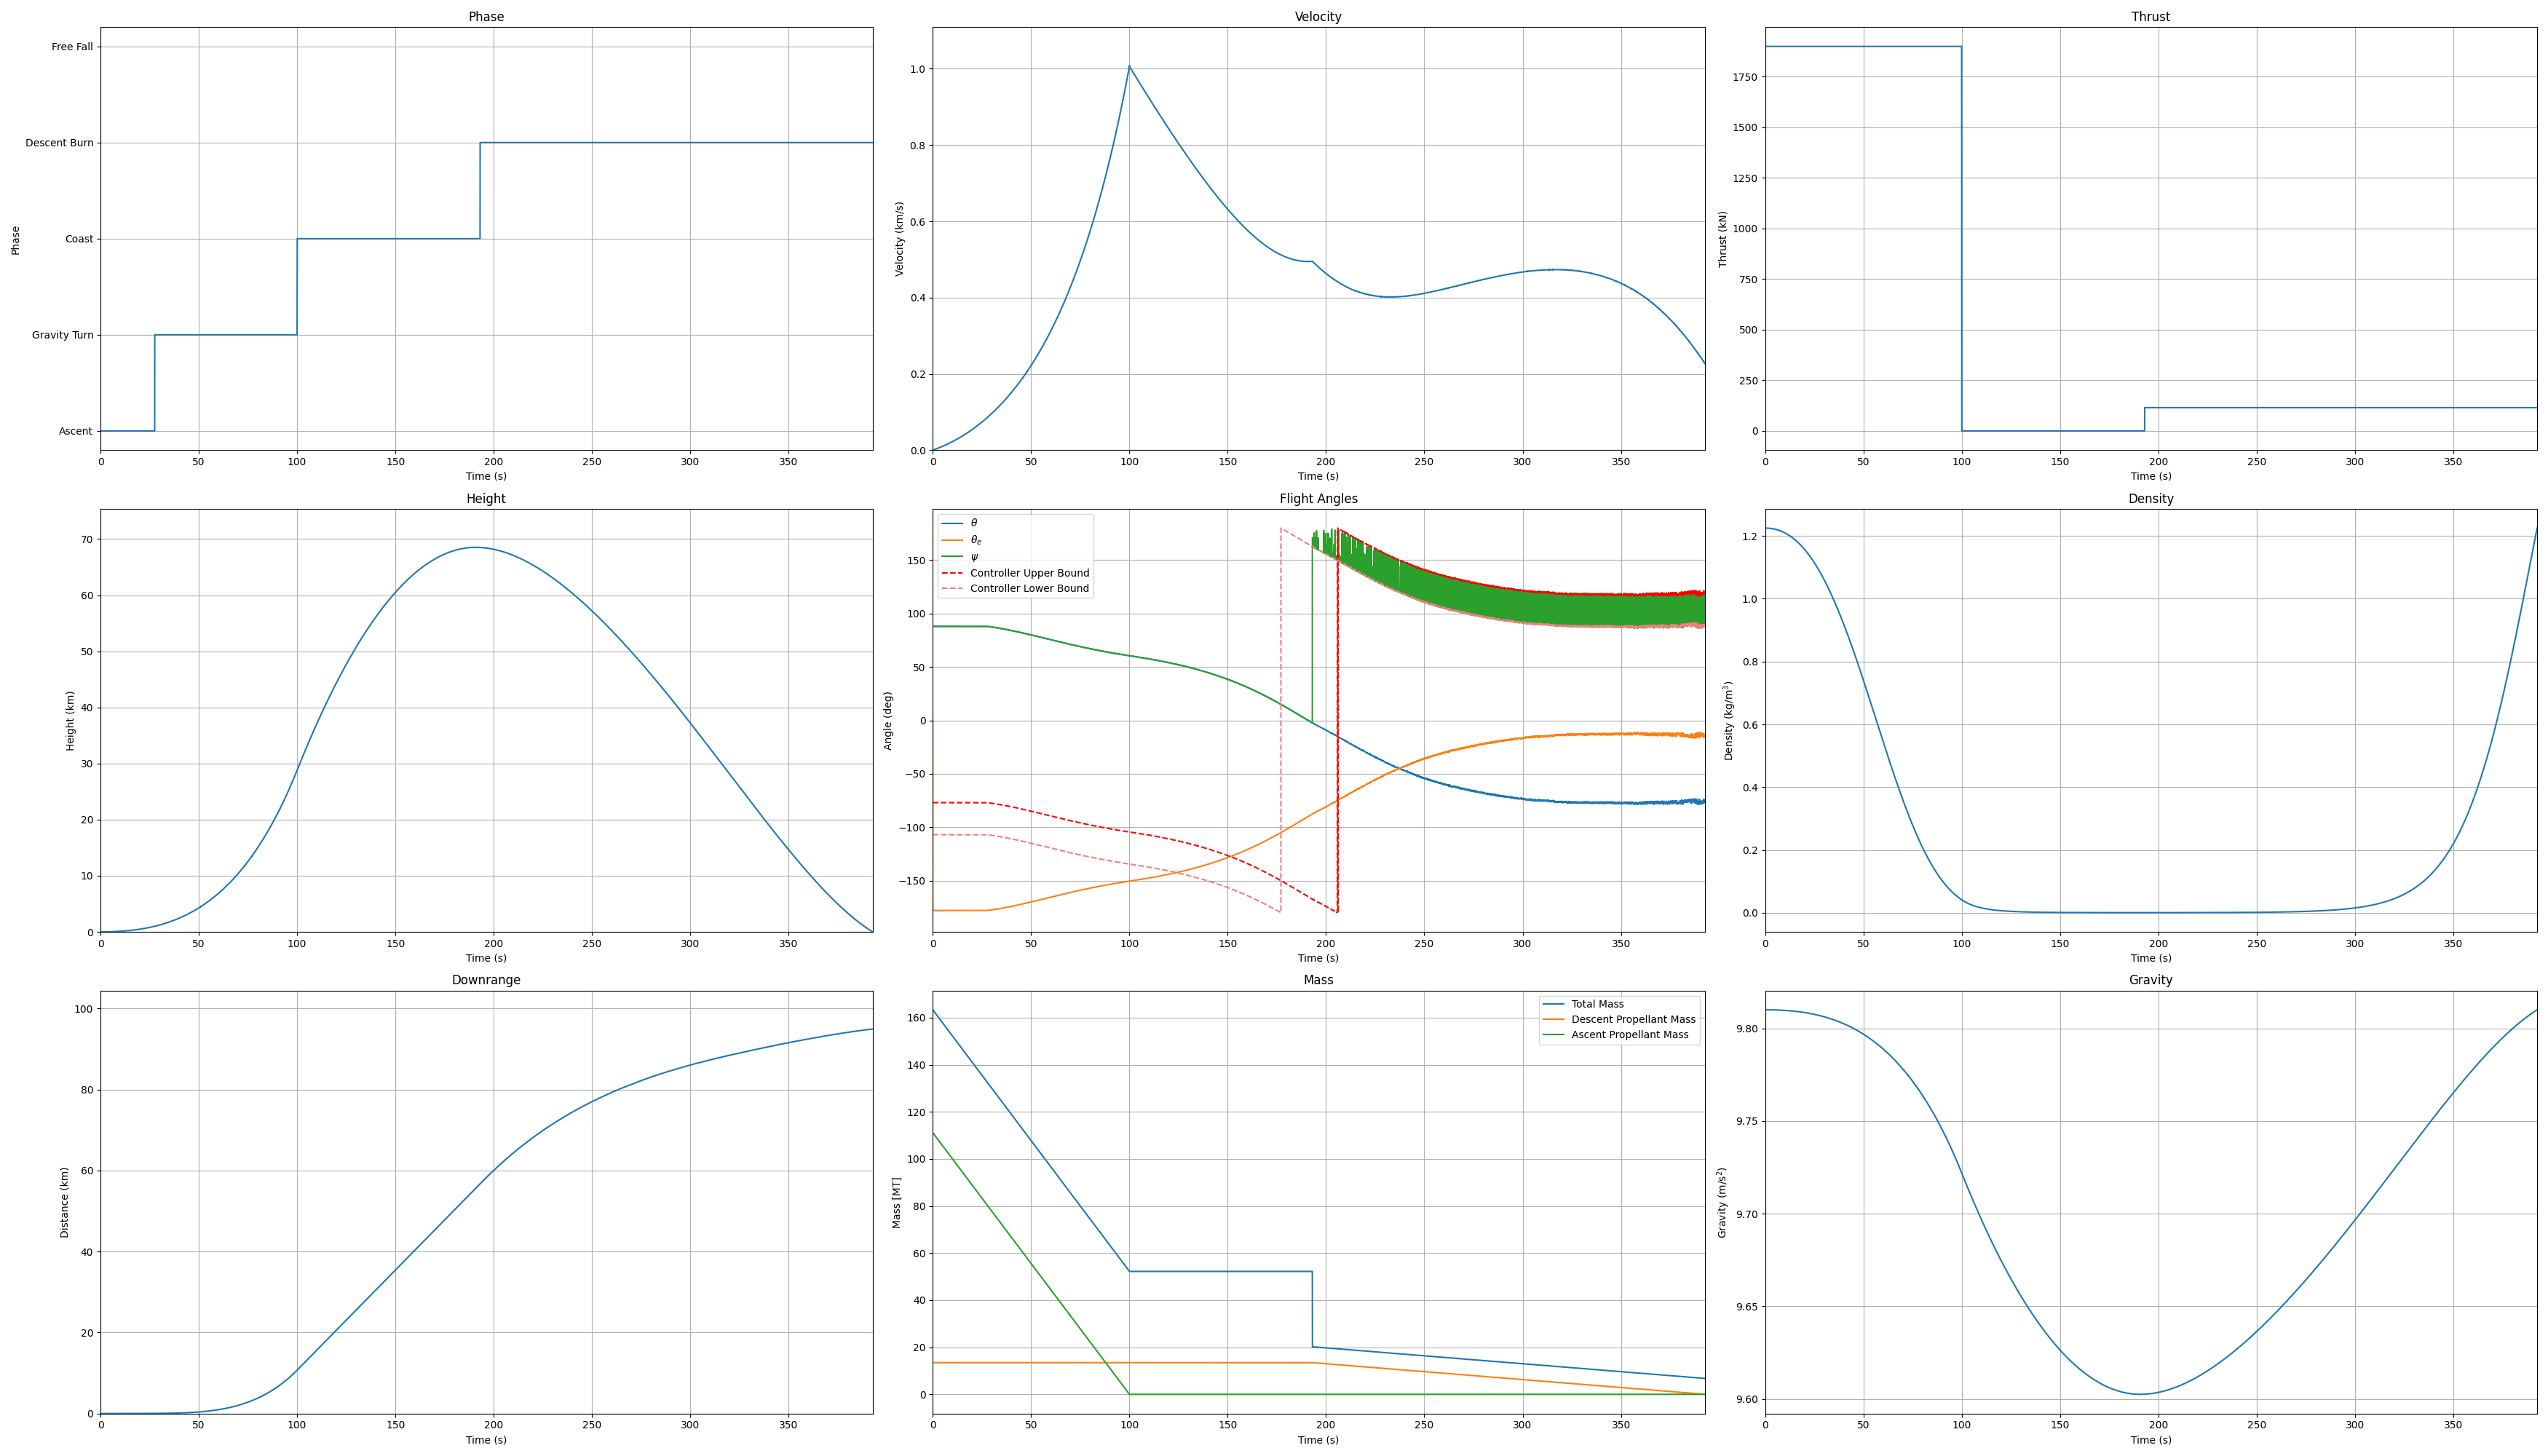 Phase
Free Fall
Descent Burn
Coast
Gravity Turn
Ascent
Phase
0 50 100 150 200 250 300 350
Time (s)
Velocity
1.0
0.8
0.6
0.4
0.2
0.0
Velocity (km/s)
0 50 100 150 200 250 300 350
Time (s)
Thrust
1750
1500
1250
1000
750
500
250
0
Thrust (kN)
0 50 100 150 200 250 300 350
Time (s)
Height
70
60
50
40
30
20
10
0
Height (km)
0 50 100 150 200 250 300 350
Time (s)
Flight Angles
θ
θₑ
ψ
Controller Upper Bound
Controller Lower Bound
150
100
50
0
−50
−100
−150
Angle (deg)
0 50 100 150 200 250 300 350
Time (s)
Density
1.2
1.0
0.8
0.6
0.4
0.2
0.0
Density (kg/m³)
0 50 100 150 200 250 300 350
Time (s)
Downrange
100
80
60
40
20
0
Distance (km)
0 50 100 150 200 250 300 350
Time (s)
Mass
Total Mass
Descent Propellant Mass
Ascent Propellant Mass
160
140
120
100
80
60
40
20
0
Mass [MT]
0 50 100 150 200 250 300 350
Time (s)
Gravity
9.80
9.75
9.70
9.65
9.60
Gravity (m/s²)
0 50 100 150 200 250 300 350
Time (s)